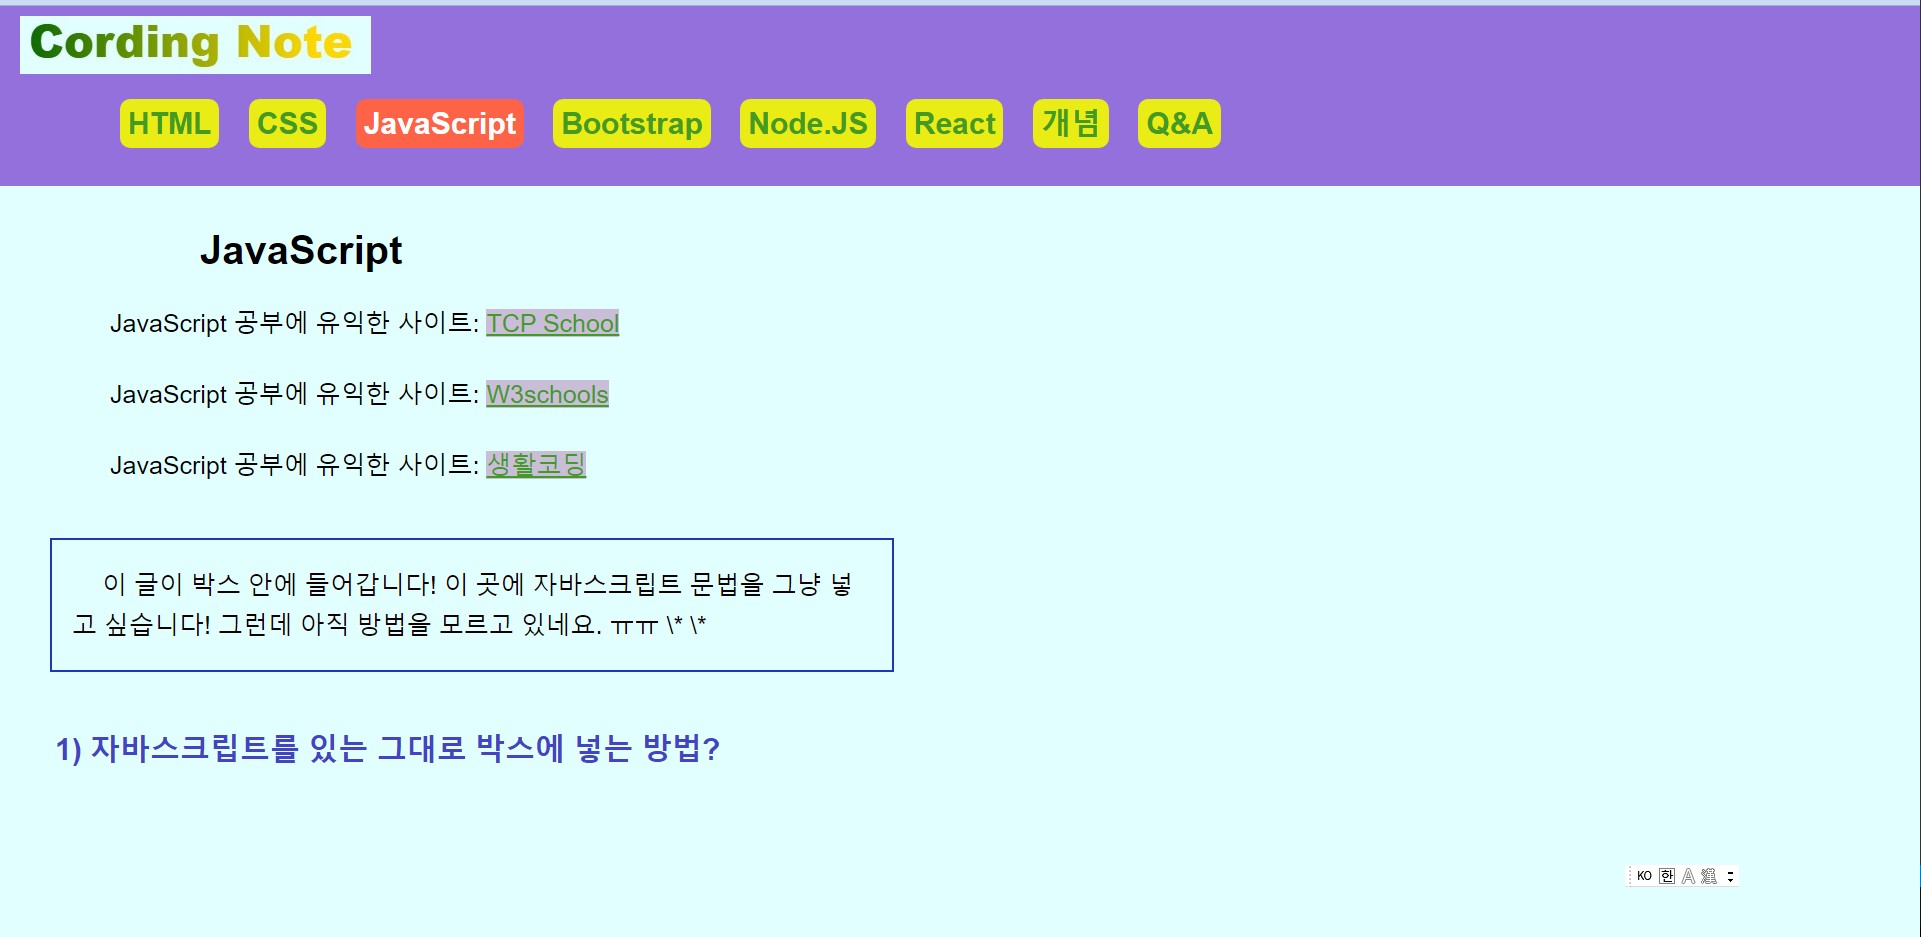 Cording Note
HTML CSS JavaScript Bootstrap Node.JS React 개념 Q&A
JavaScript
JavaScript 공부에 유익한 사이트: TCP School
JavaScript 공부에 유익한 사이트: W3schools
JavaScript 공부에 유익한 사이트: 생활코딩
이 글이 박스 안에 들어갑니다! 이 곳에 자바스크립트 문법을 그냥 넣
고 싶습니다! 그런데 아직 방법을 모르고 있네요. ㅠㅠ \* \*
1) 자바스크립트를 있는 그대로 박스에 넣는 방법?
KO 한 A 漢